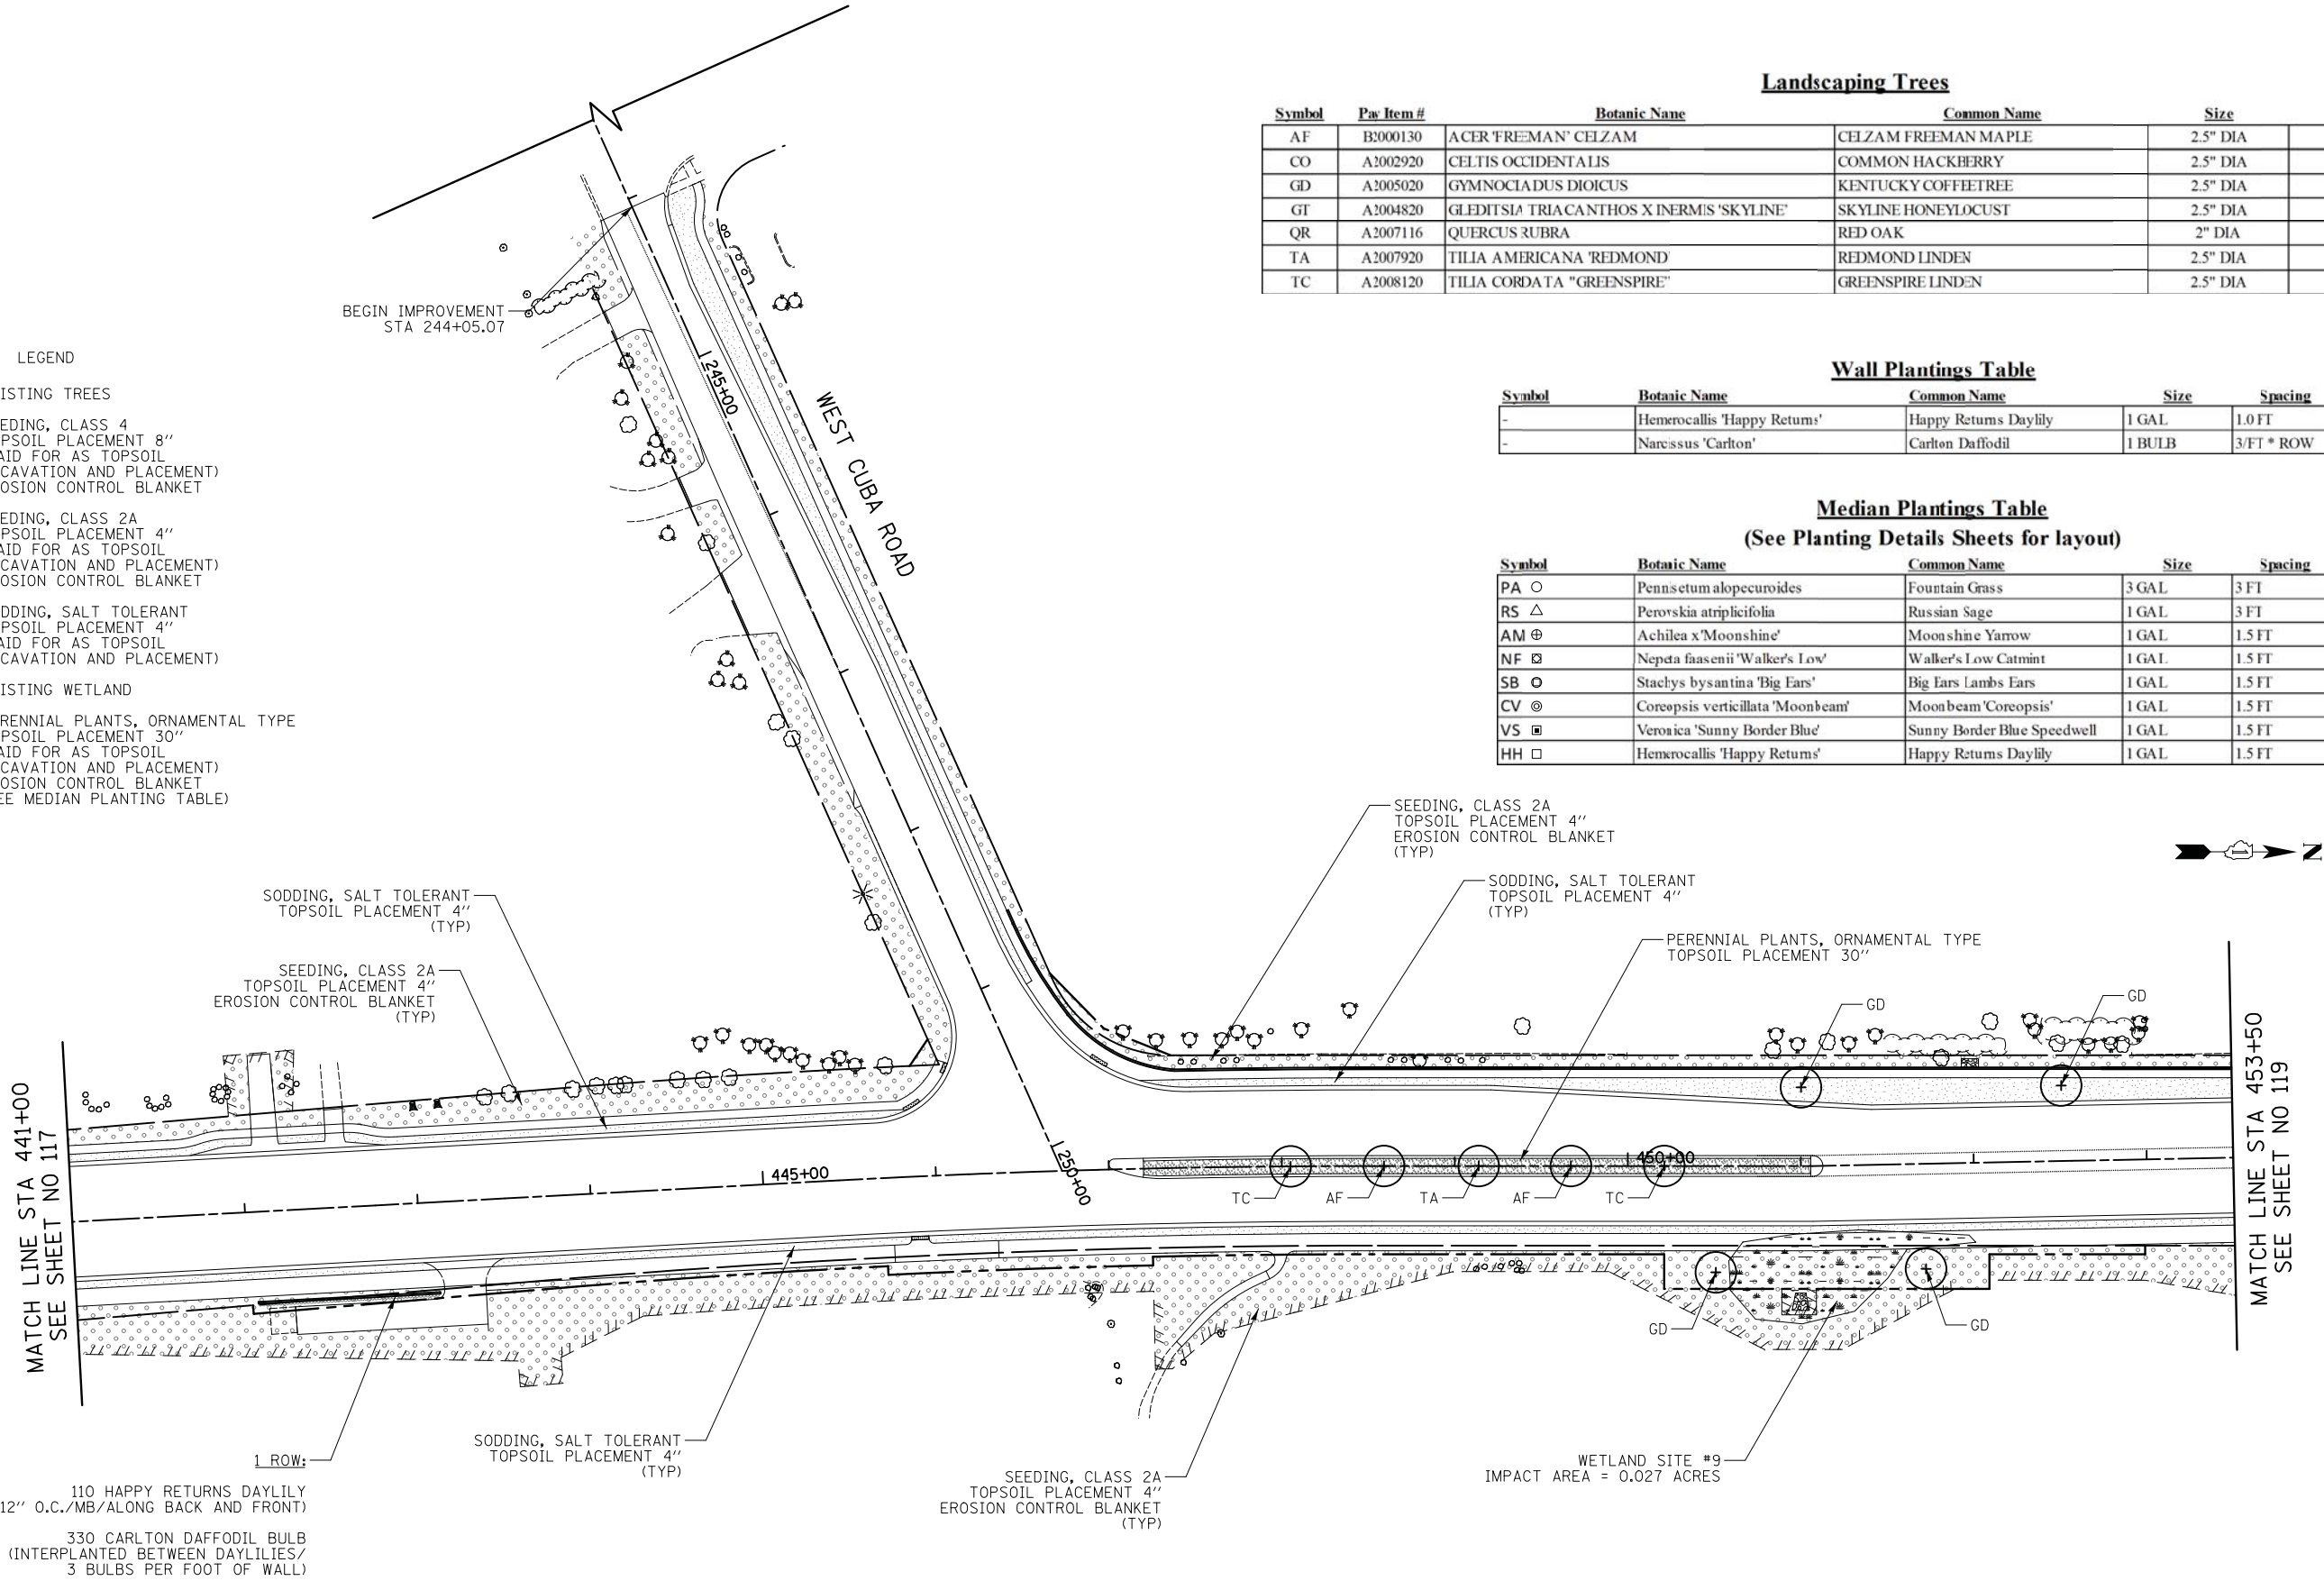 Landscaping Trees
Symbol Pay Item # Botanic Name Common Name Size
AF B2000130 ACER 'FREEMAN' CELZAM CELZAM FREEMAN MAPLE 2.5" DIA
CO A2002920 CELTIS OCCIDENTALIS COMMON HACKBERRY 2.5" DIA
GD A2005020 GYMNOCLADUS DIOICUS KENTUCKY COFFEETREE 2.5" DIA
GT A2004820 GLEDITSIA TRIACANTHOS X INERMIS 'SKYLINE' SKYLINE HONEYLOCUST 2.5" DIA
QR A2007116 QUERCUS RUBRA RED OAK 2" DIA
TA A2007920 TILIA AMERICANA 'REDMOND' REDMOND LINDEN 2.5" DIA
TC A2008120 TILIA CORDATA "GREENSPIRE" GREENSPIRE LINDEN 2.5" DIA
BEGIN IMPROVEMENT
STA 244+05.07
LEGEND
ISTING TREES
EDING, CLASS 4
PSOIL PLACEMENT 8"
AID FOR AS TOPSOIL
CAVATION AND PLACEMENT)
OSION CONTROL BLANKET
EDING, CLASS 2A
PSOIL PLACEMENT 4"
AID FOR AS TOPSOIL
CAVATION AND PLACEMENT)
OSION CONTROL BLANKET
DDING, SALT TOLERANT
PSOIL PLACEMENT 4"
AID FOR AS TOPSOIL
CAVATION AND PLACEMENT)
ISTING WETLAND
RENNIAL PLANTS, ORNAMENTAL TYPE
PSOIL PLACEMENT 30"
AID FOR AS TOPSOIL
CAVATION AND PLACEMENT)
OSION CONTROL BLANKET
EE MEDIAN PLANTING TABLE)
245+00
WEST CUBA ROAD
Wall Plantings Table
Symbol Botanic Name Common Name Size Spacing
- Hemerocallis 'Happy Returns' Happy Returns Daylily 1 GAL 1.0 FT
- Narcissus 'Carlton' Carlton Daffodil 1 BULB 3/FT * ROW
Median Plantings Table
(See Planting Details Sheets for layout)
Symbol Botanic Name Common Name Size Spacing
PA Pennisetum alopecuroides Fountain Grass 3 GAL 3 FT
RS Perovskia atriplicifolia Russian Sage 1 GAL 3 FT
AM Achilea x 'Moonshine' Moonshine Yarrow 1 GAL 1.5 FT
NF Nepeta faasenii 'Walker's Low' Walker's Low Catmint 1 GAL 1.5 FT
SB Stachys bysantina 'Big Ears' Big Ears Lambs Ears 1 GAL 1.5 FT
CV Coreopsis verticillata 'Moonbeam' Moonbeam 'Coreopsis' 1 GAL 1.5 FT
VS Veronica 'Sunny Border Blue' Sunny Border Blue Speedwell 1 GAL 1.5 FT
HH Hemerocallis 'Happy Returns' Happy Returns Daylily 1 GAL 1.5 FT
SEEDING, CLASS 2A
TOPSOIL PLACEMENT 4"
EROSION CONTROL BLANKET
(TYP)
N
SODDING, SALT TOLERANT
TOPSOIL PLACEMENT 4"
(TYP)
PERENNIAL PLANTS, ORNAMENTAL TYPE
TOPSOIL PLACEMENT 30"
SODDING, SALT TOLERANT
TOPSOIL PLACEMENT 4"
(TYP)
SEEDING, CLASS 2A
TOPSOIL PLACEMENT 4"
EROSION CONTROL BLANKET
(TYP)
GD
GD
MATCH LINE STA 441+00
SEE SHEET NO 117
445+00
250+00
450+00
TC
AF
TA
AF
TC
MATCH LINE STA 453+50
SEE SHEET NO 119
GD
GD
1 ROW:
110 HAPPY RETURNS DAYLILY
12" O.C./MB/ALONG BACK AND FRONT)
330 CARLTON DAFFODIL BULB
(INTERPLANTED BETWEEN DAYLILIES/
3 BULBS PER FOOT OF WALL)
SODDING, SALT TOLERANT
TOPSOIL PLACEMENT 4"
(TYP)
SEEDING, CLASS 2A
TOPSOIL PLACEMENT 4"
EROSION CONTROL BLANKET
(TYP)
WETLAND SITE #9
IMPACT AREA = 0.027 ACRES